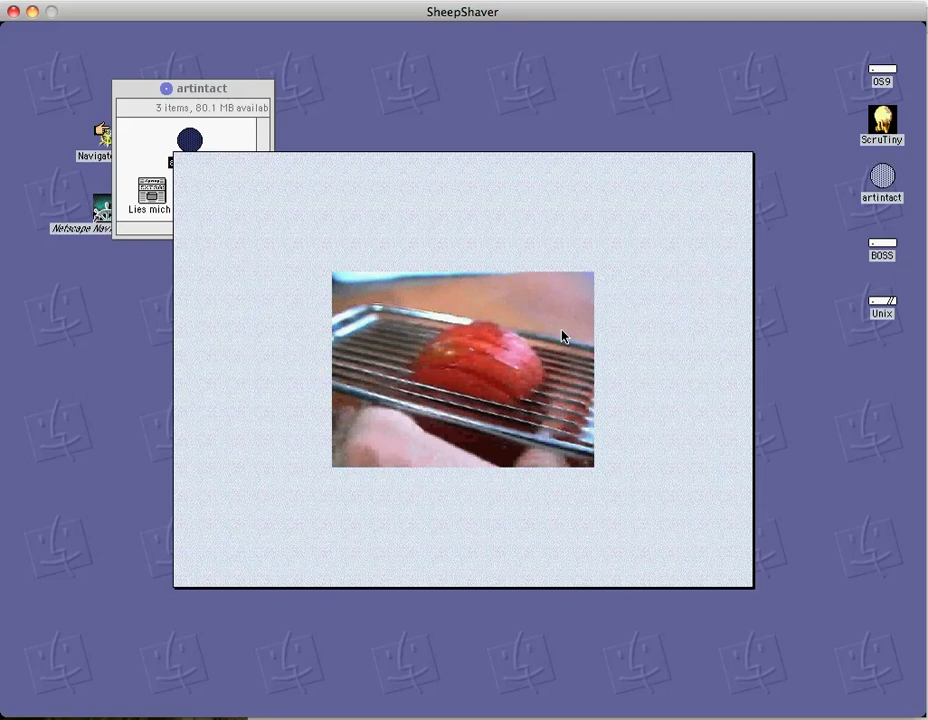 SheepShaver
artintact
3 items, 80.1 MB availab
Navigat
Lies mich
Netscape Nav
OS9
ScruTiny
artintact
BOSS
Unix